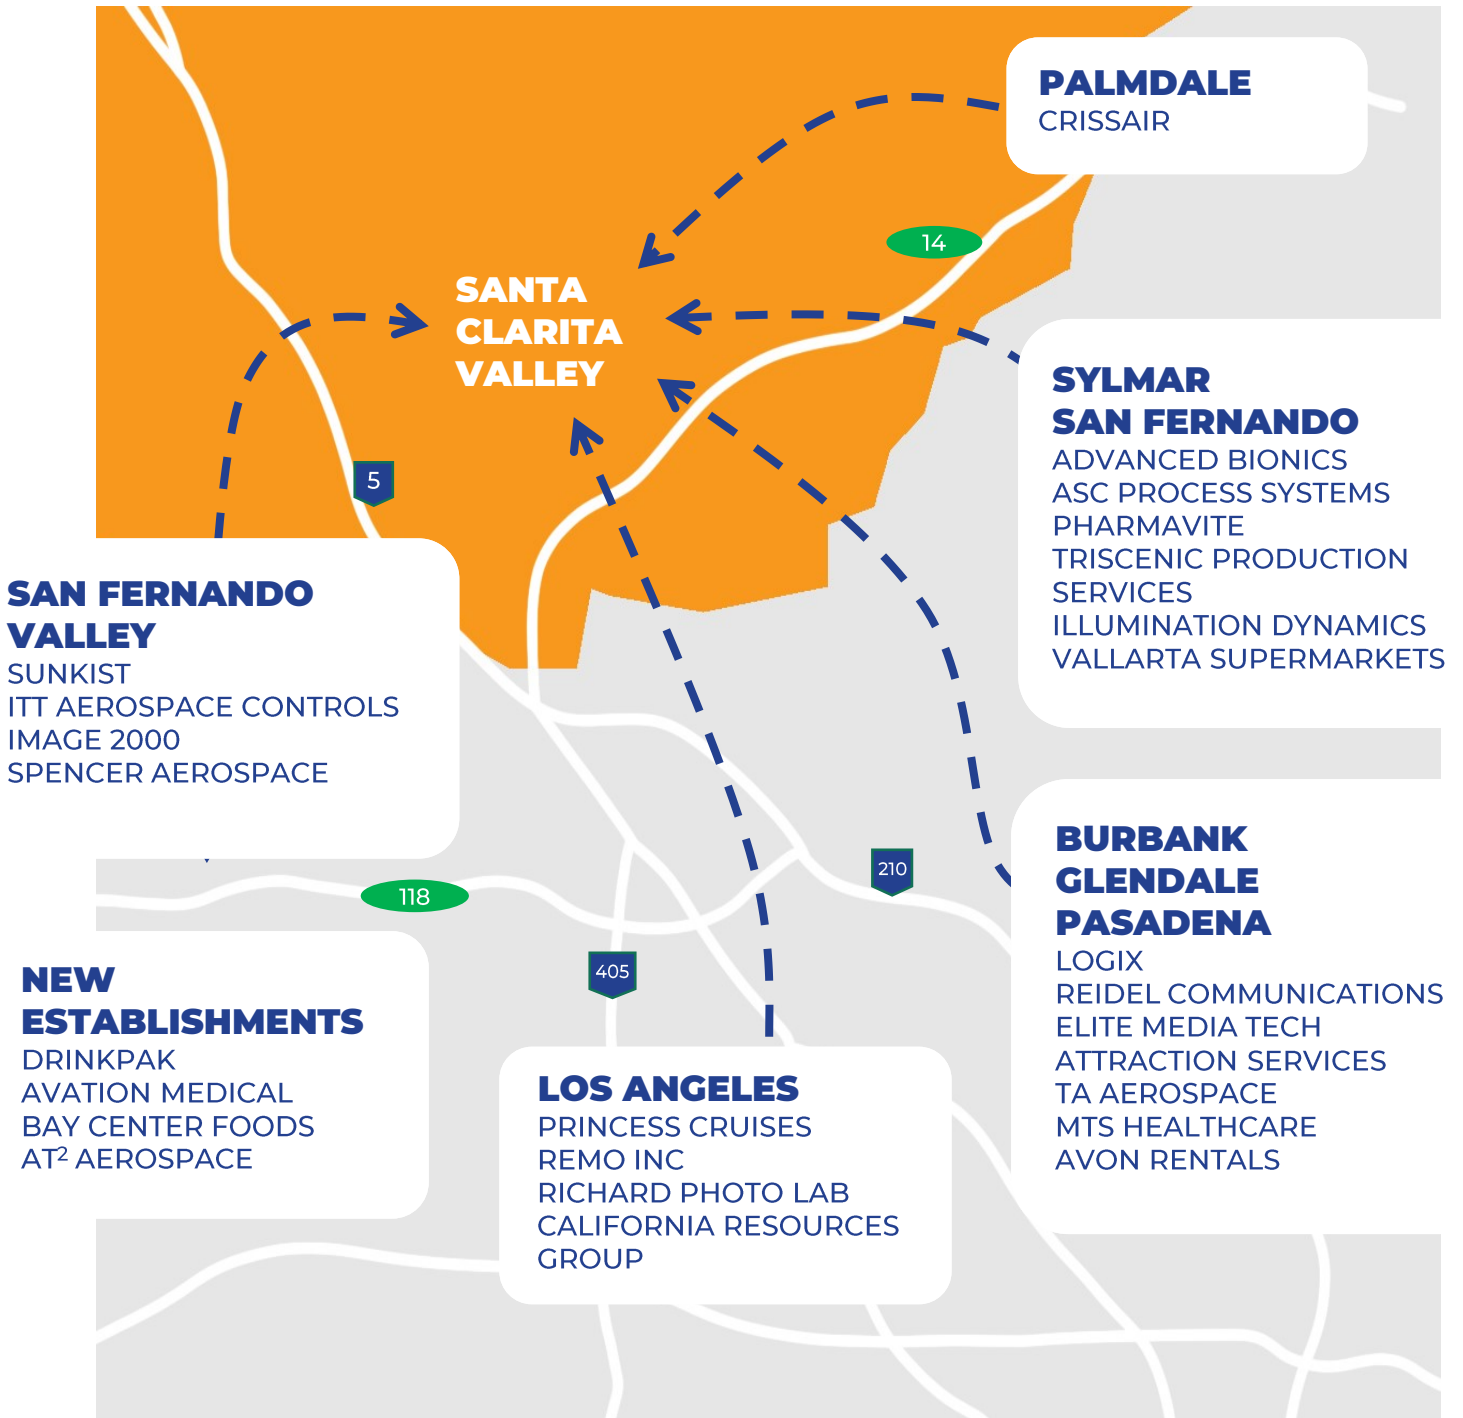 PALMDALE
CRISSAIR
14
SANTA
CLARITA
VALLEY
SYLMAR
SAN FERNANDO
ADVANCED BIONICS
ASC PROCESS SYSTEMS
PHARMAVITE
TRISCENIC PRODUCTION
SERVICES
ILLUMINATION DYNAMICS
VALLARTA SUPERMARKETS
5
SAN FERNANDO
VALLEY
SUNKIST
ITT AEROSPACE CONTROLS
IMAGE 2000
SPENCER AEROSPACE
118
210
405
BURBANK
GLENDALE
PASADENA
LOGIX
REIDEL COMMUNICATIONS
ELITE MEDIA TECH
ATTRACTION SERVICES
TA AEROSPACE
MTS HEALTHCARE
AVON RENTALS
NEW
ESTABLISHMENTS
DRINKPAK
AVATION MEDICAL
BAY CENTER FOODS
AT² AEROSPACE
LOS ANGELES
PRINCESS CRUISES
REMO INC
RICHARD PHOTO LAB
CALIFORNIA RESOURCES
GROUP